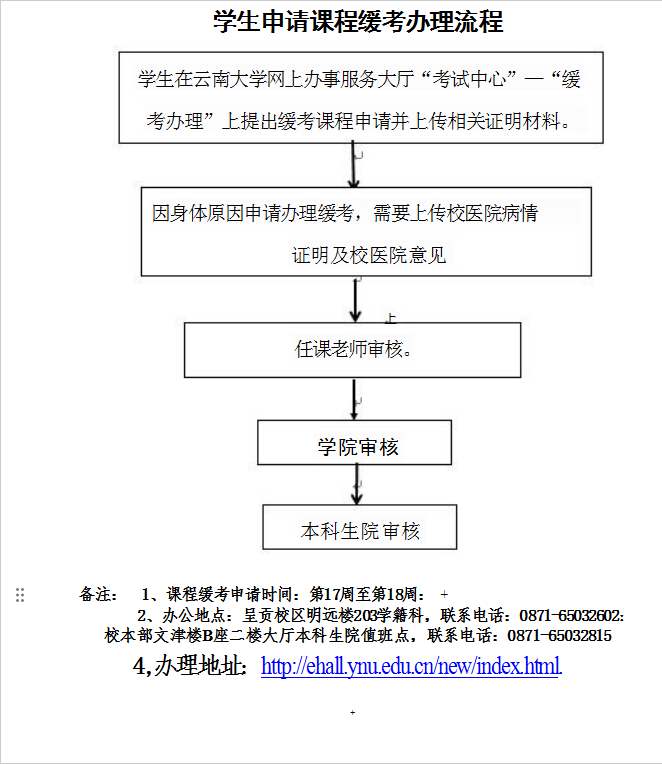 学生申请课程缓考办理流程
学生在云南大学网上办事服务大厅“考试中心”—“缓
考办理”上提出缓考课程申请并上传相关证明材料。
因身体原因申请办理缓考，需要上传校医院病情
证明及校医院意见
上
任课老师审核。
学院审核
本科生院审核
备注： 1、课程缓考申请时间：第17周至第18周：
2、办公地点：呈贡校区明远楼203学籍科，联系电话：0871-65032602：
校本部文津楼B座二楼大厅本科生院值班点，联系电话：0871-65032815
4,办理地址：http://ehall.ynu.edu.cn/new/index.html.